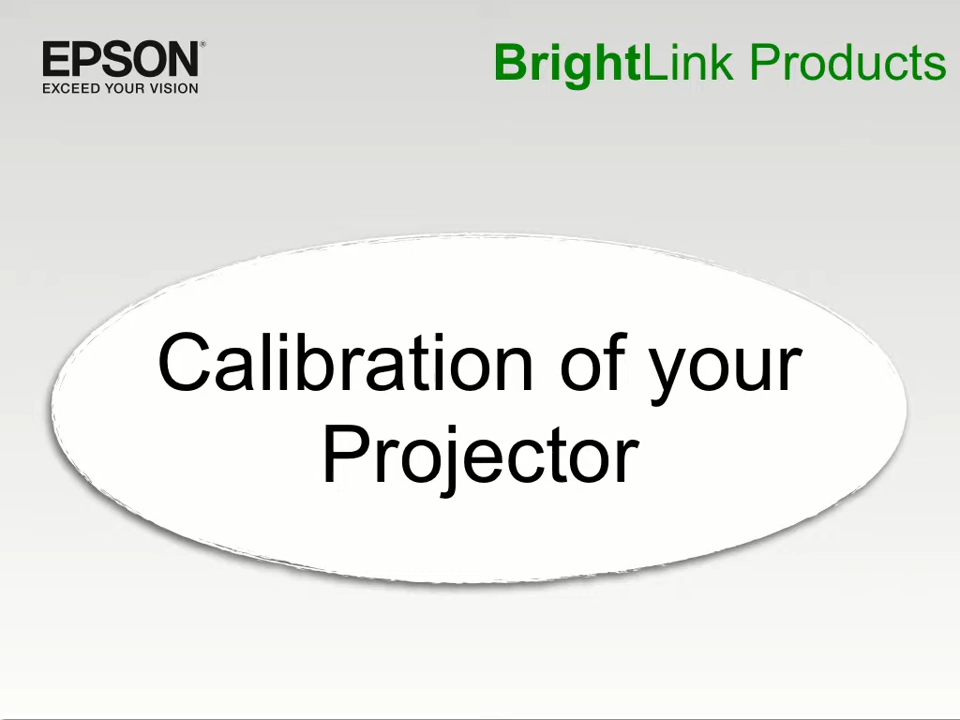 EPSON®
EXCEED YOUR VISION
BrightLink Products
Calibration of your
Projector